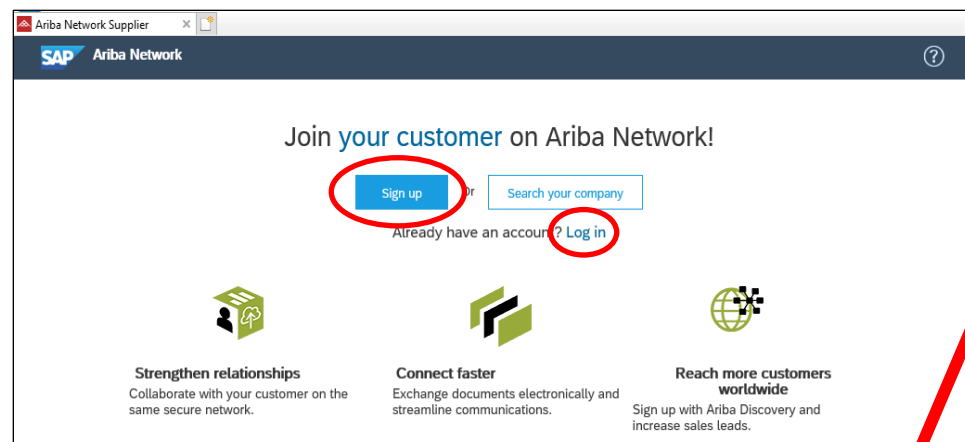 Ariba Network Supplier
SAP Ariba Network
Join your customer on Ariba Network!
Sign up or Search your company
Already have an account? Log in
Strengthen relationships
Collaborate with your customer on the
same secure network.
Connect faster
Exchange documents electronically and
streamline communications.
Reach more customers
worldwide
Sign up with Ariba Discovery and
increase sales leads.